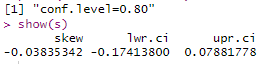 [1] "conf.level=0.80"
> show(s)
skew lwr.ci upr.ci
-0.03835342 -0.17413800 0.07881778